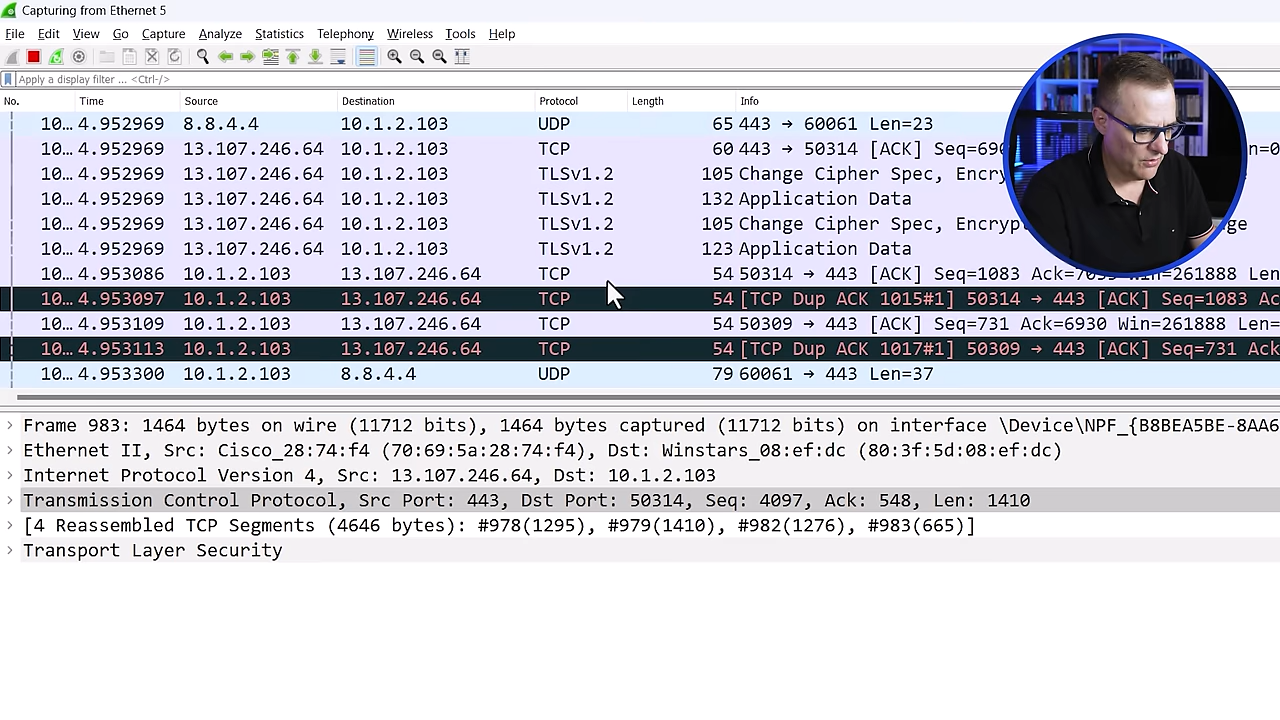 Capturing from Ethernet 5
File Edit View Go Capture Analyze Statistics Telephony Wireless Tools Help
Apply a display filter ... <Ctrl-/>
No. Time Source Destination Protocol Length Info
10... 4.952969 8.8.4.4 10.1.2.103 UDP 65 443 → 60061 Len=23
10... 4.952969 13.107.246.64 10.1.2.103 TCP 60 443 → 50314 [ACK]
10... 4.952969 13.107.246.64 10.1.2.103 TLSv1.2 105 Change Cipher Spec,
10... 4.952969 13.107.246.64 10.1.2.103 TLSv1.2 132 Application Data
10... 4.952969 13.107.246.64 10.1.2.103 TLSv1.2 105 Change Cipher Spec,
10... 4.952969 13.107.246.64 10.1.2.103 TLSv1.2 123 Application Data
10... 4.953086 10.1.2.103 13.107.246.64 TCP 54 50314 → 443 [ACK] Seq=1083 Win=261888 Len
10... 4.953097 10.1.2.103 13.107.246.64 TCP 54 [TCP Dup ACK 1015#1] 50314 → 443 [ACK] Seq=1083 Ac
10... 4.953109 10.1.2.103 13.107.246.64 TCP 54 50309 → 443 [ACK] Seq=731 Ack=6930 Win=261888 Len=
10... 4.953113 10.1.2.103 13.107.246.64 TCP 54 [TCP Dup ACK 1017#1] 50309 → 443 [ACK] Seq=731 Ack
10... 4.953300 10.1.2.103 8.8.4.4 UDP 79 60061 → 443 Len=37
Frame 983: 1464 bytes on wire (11712 bits), 1464 bytes captured (11712 bits) on interface \Device\NPF_{B8BEA5BE-8AA6
Ethernet II, Src: Cisco_28:74:f4 (70:69:5a:28:74:f4), Dst: Winstars_08:ef:dc (80:3f:5d:08:ef:dc)
Internet Protocol Version 4, Src: 13.107.246.64, Dst: 10.1.2.103
Transmission Control Protocol, Src Port: 443, Dst Port: 50314, Seq: 4097, Ack: 548, Len: 1410
[4 Reassembled TCP Segments (4646 bytes): #978(1295), #979(1410), #982(1276), #983(665)]
Transport Layer Security